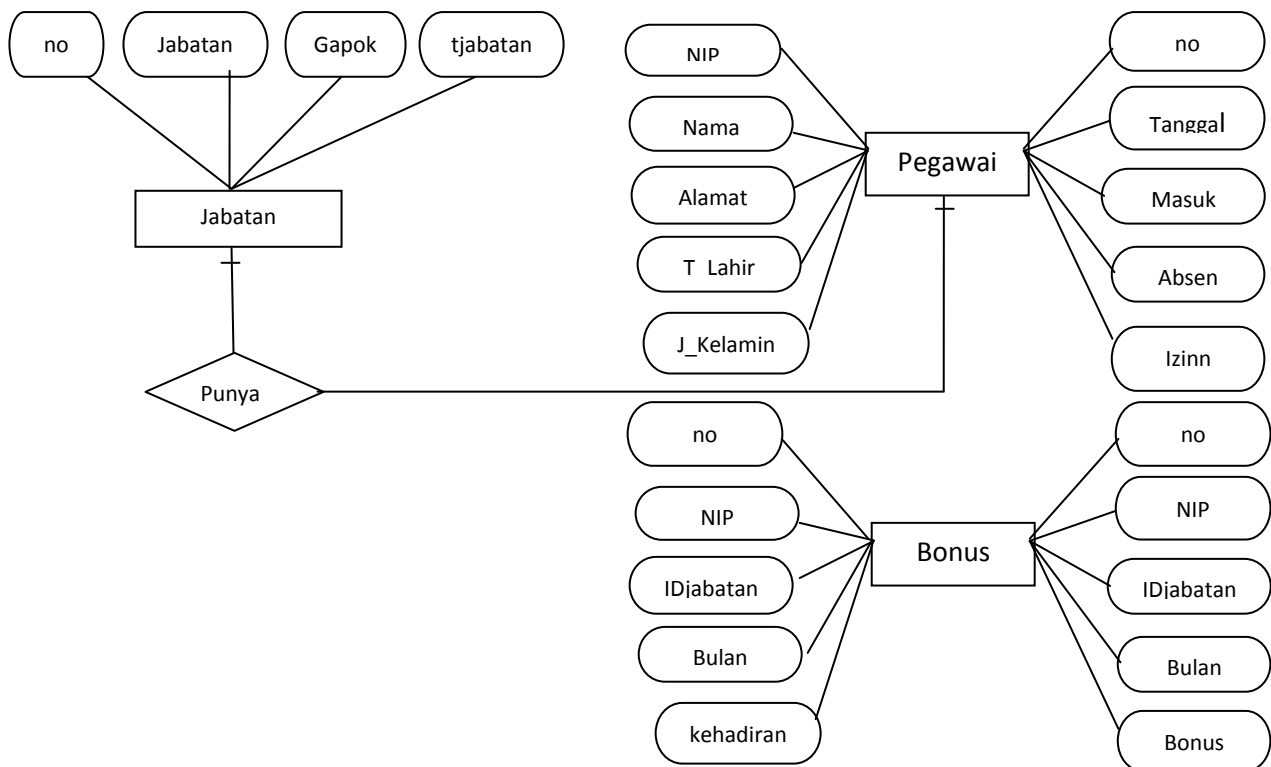 no
Jabatan
Gapok
tjabatan
Jabatan
Punya
NIP
Nama
Alamat
T_Lahir
J_Kelamin
Pegawai
no
Tanggal
Masuk
Absen
Izinn
no
NIP
IDjabatan
Bulan
kehadiran
Bonus
no
NIP
IDjabatan
Bulan
Bonus